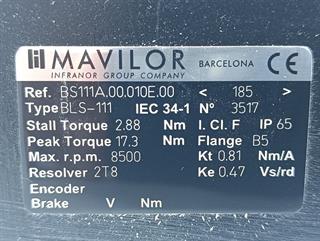 MAVILOR
INFRANOR GROUP COMPANY
BARCELONA
CE
Ref. BS111A.00.010E.00 < 185 >
Type BLS-111 IEC 34-1 N° 3517
Stall Torque 2.88 Nm I. Cl. F IP 65
Peak Torque 17.3 Nm Flange B5
Max. r.p.m. 8500 Kt 0.81 Nm/A
Resolver 2T8 Ke 0.47 Vs/rd
Encoder
Brake V Nm